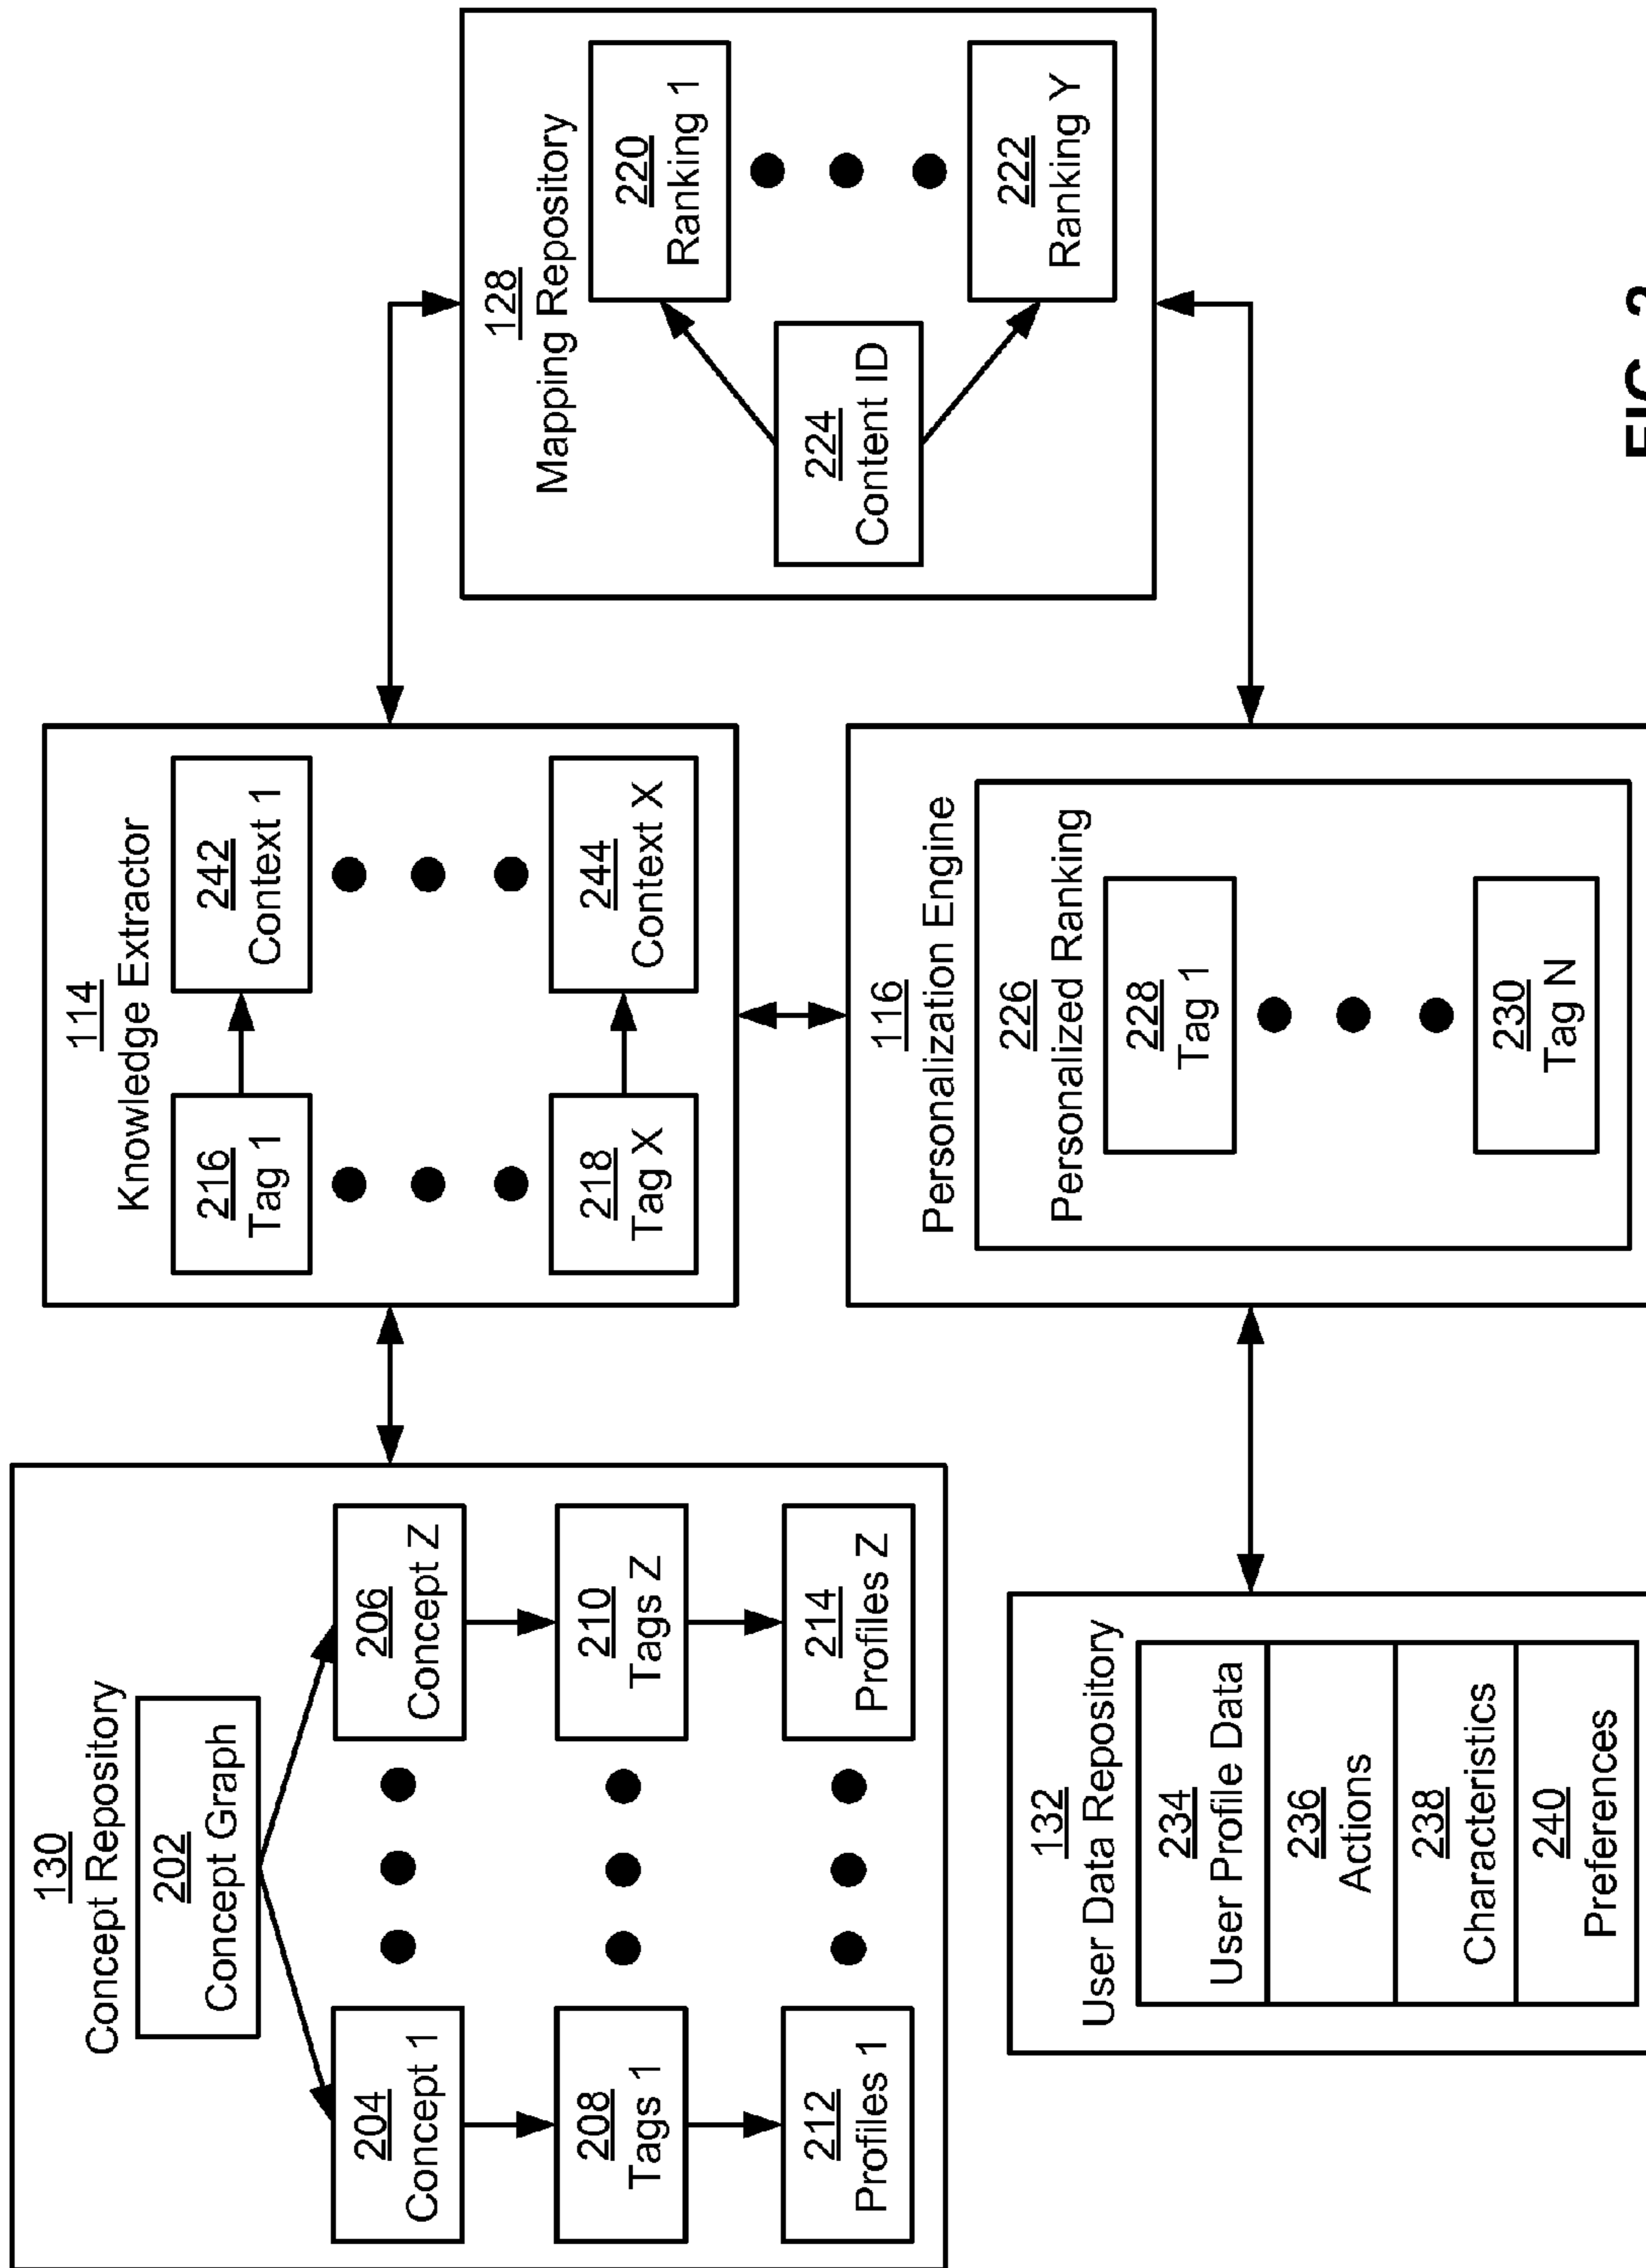 130
Concept Repository
202
Concept Graph
204
Concept 1
206
Concept Z
208
Tags 1
210
Tags Z
212
Profiles 1
214
Profiles Z
114
Knowledge Extractor
216
Tag 1
242
Context 1
218
Tag X
244
Context X
128
Mapping Repository
220
Ranking 1
224
Content ID
222
Ranking Y
132
User Data Repository
234
User Profile Data
236
Actions
238
Characteristics
240
Preferences
116
Personalization Engine
226
Personalized Ranking
228
Tag 1
230
Tag N
FIG. 2